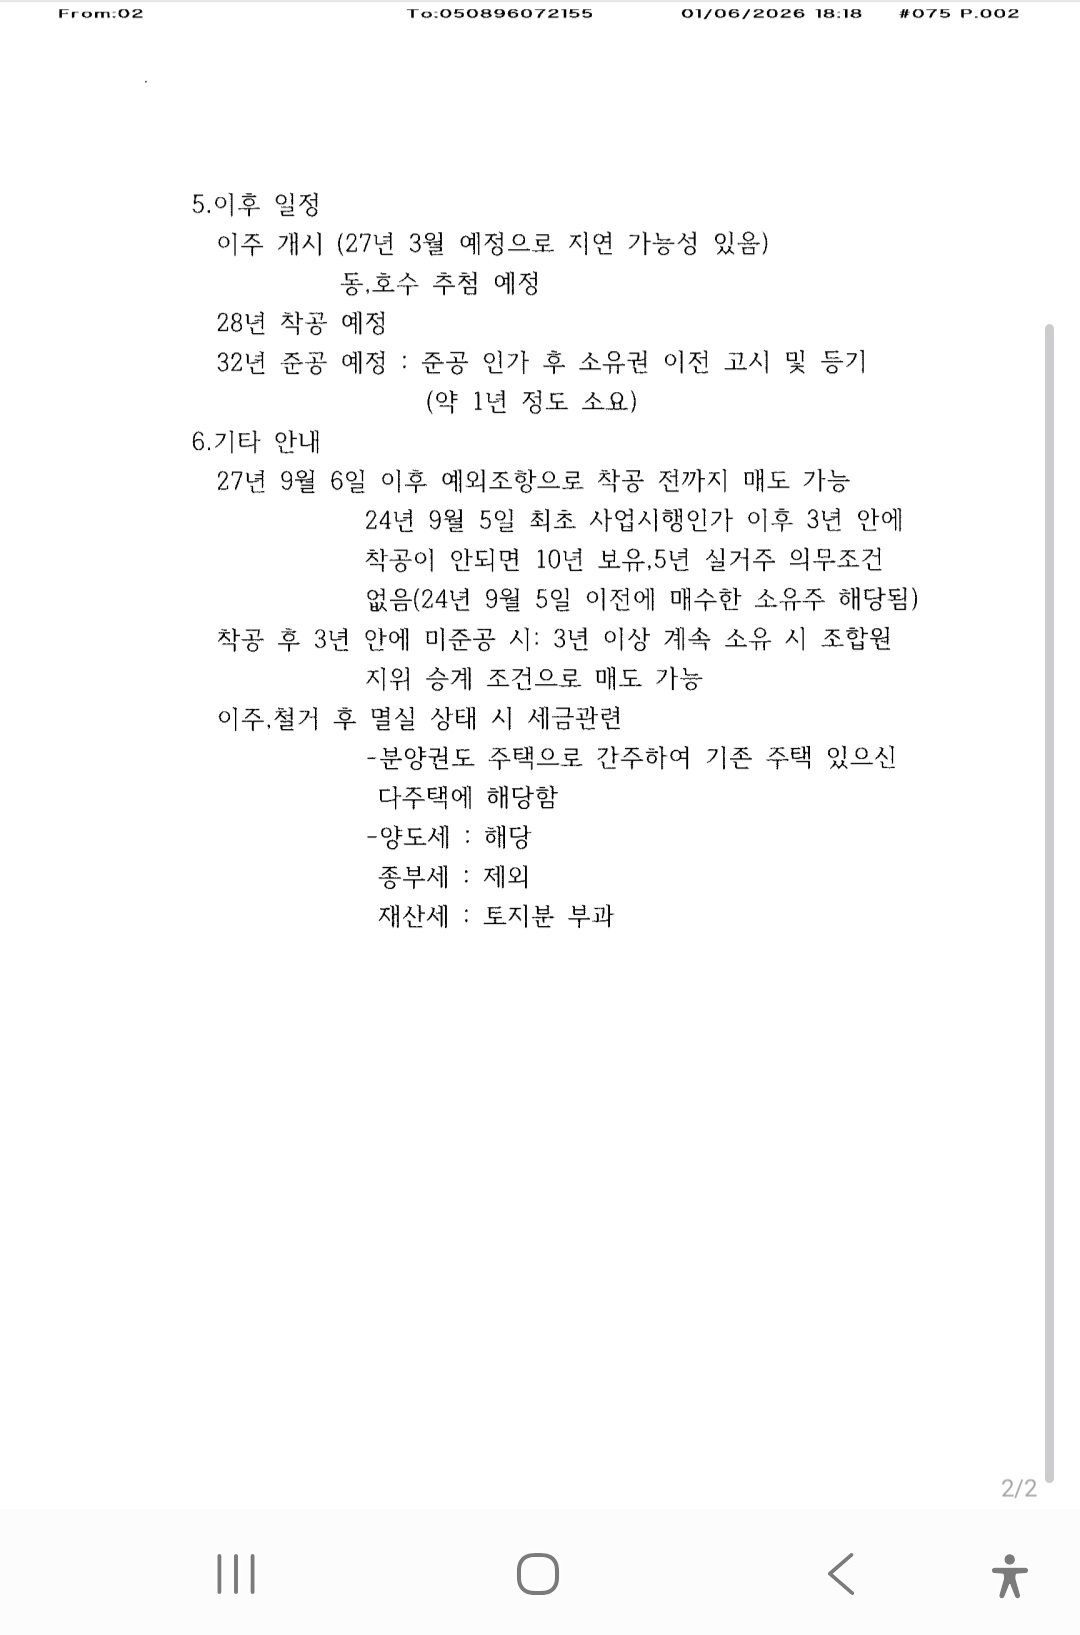 From:02 To:050896072155 01/06/2026 18:18 #075 P.002
5.이후 일정
이주 개시 (27년 3월 예정으로 지연 가능성 있음)
동,호수 추첨 예정
28년 착공 예정
32년 준공 예정 : 준공 인가 후 소유권 이전 고시 및 등기
(약 1년 정도 소요)
6.기타 안내
27년 9월 6일 이후 예외조항으로 착공 전까지 매도 가능
24년 9월 5일 최초 사업시행인가 이후 3년 안에
착공이 안되면 10년 보유,5년 실거주 의무조건
없음(24년 9월 5일 이전에 매수한 소유주 해당됨)
착공 후 3년 안에 미준공 시: 3년 이상 계속 소유 시 조합원
지위 승계 조건으로 매도 가능
이주,철거 후 멸실 상태 시 세금관련
-분양권도 주택으로 간주하여 기존 주택 있으신
다주택에 해당함
-양도세 : 해당
종부세 : 제외
재산세 : 토지분 부과
2/2